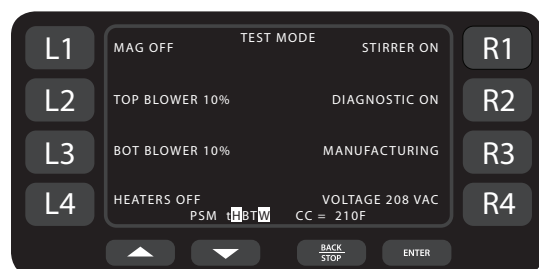 TEST MODE
L1 MAG OFF STIRRER ON R1
L2 TOP BLOWER 10% DIAGNOSTIC ON R2
L3 BOT BLOWER 10% MANUFACTURING R3
L4 HEATERS OFF VOLTAGE 208 VAC R4
PSM tHBTW CC = 210F
BACK
STOP
ENTER